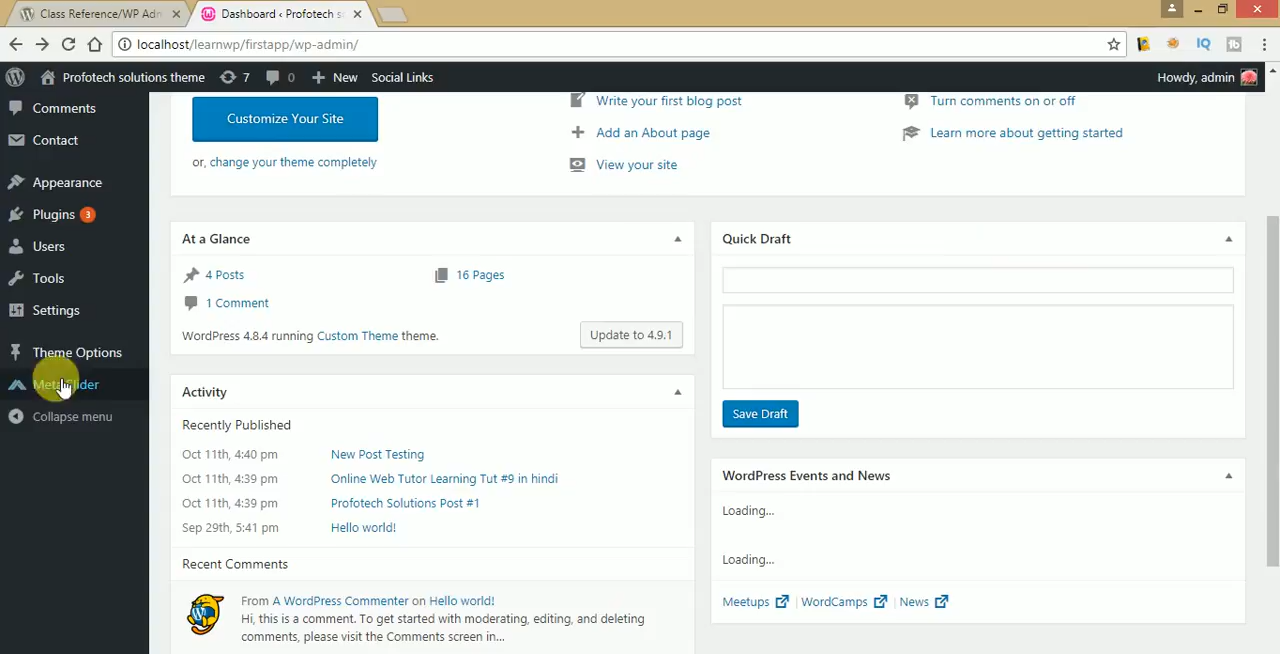 Class Reference/WP Adm
Dashboard ‹ Profotech s
localhost/learnwp/firstapp/wp-admin/
Profotech solutions theme 7 0 New Social Links Howdy, admin
Comments
Contact
Appearance
Plugins 3
Users
Tools
Settings
Theme Options
Meta Slider
Collapse menu
Customize Your Site
or, change your theme completely
Write your first blog post
Add an About page
View your site
Turn comments on or off
Learn more about getting started
At a Glance
4 Posts
16 Pages
1 Comment
WordPress 4.8.4 running Custom Theme theme.
Update to 4.9.1
Activity
Recently Published
Oct 11th, 4:40 pm New Post Testing
Oct 11th, 4:39 pm Online Web Tutor Learning Tut #9 in hindi
Oct 11th, 4:39 pm Profotech Solutions Post #1
Sep 29th, 5:41 pm Hello world!
Recent Comments
From A WordPress Commenter on Hello world!
Hi, this is a comment. To get started with moderating, editing, and deleting
comments, please visit the Comments screen in...
Quick Draft
Save Draft
WordPress Events and News
Loading...
Loading...
Meetups | WordCamps | News